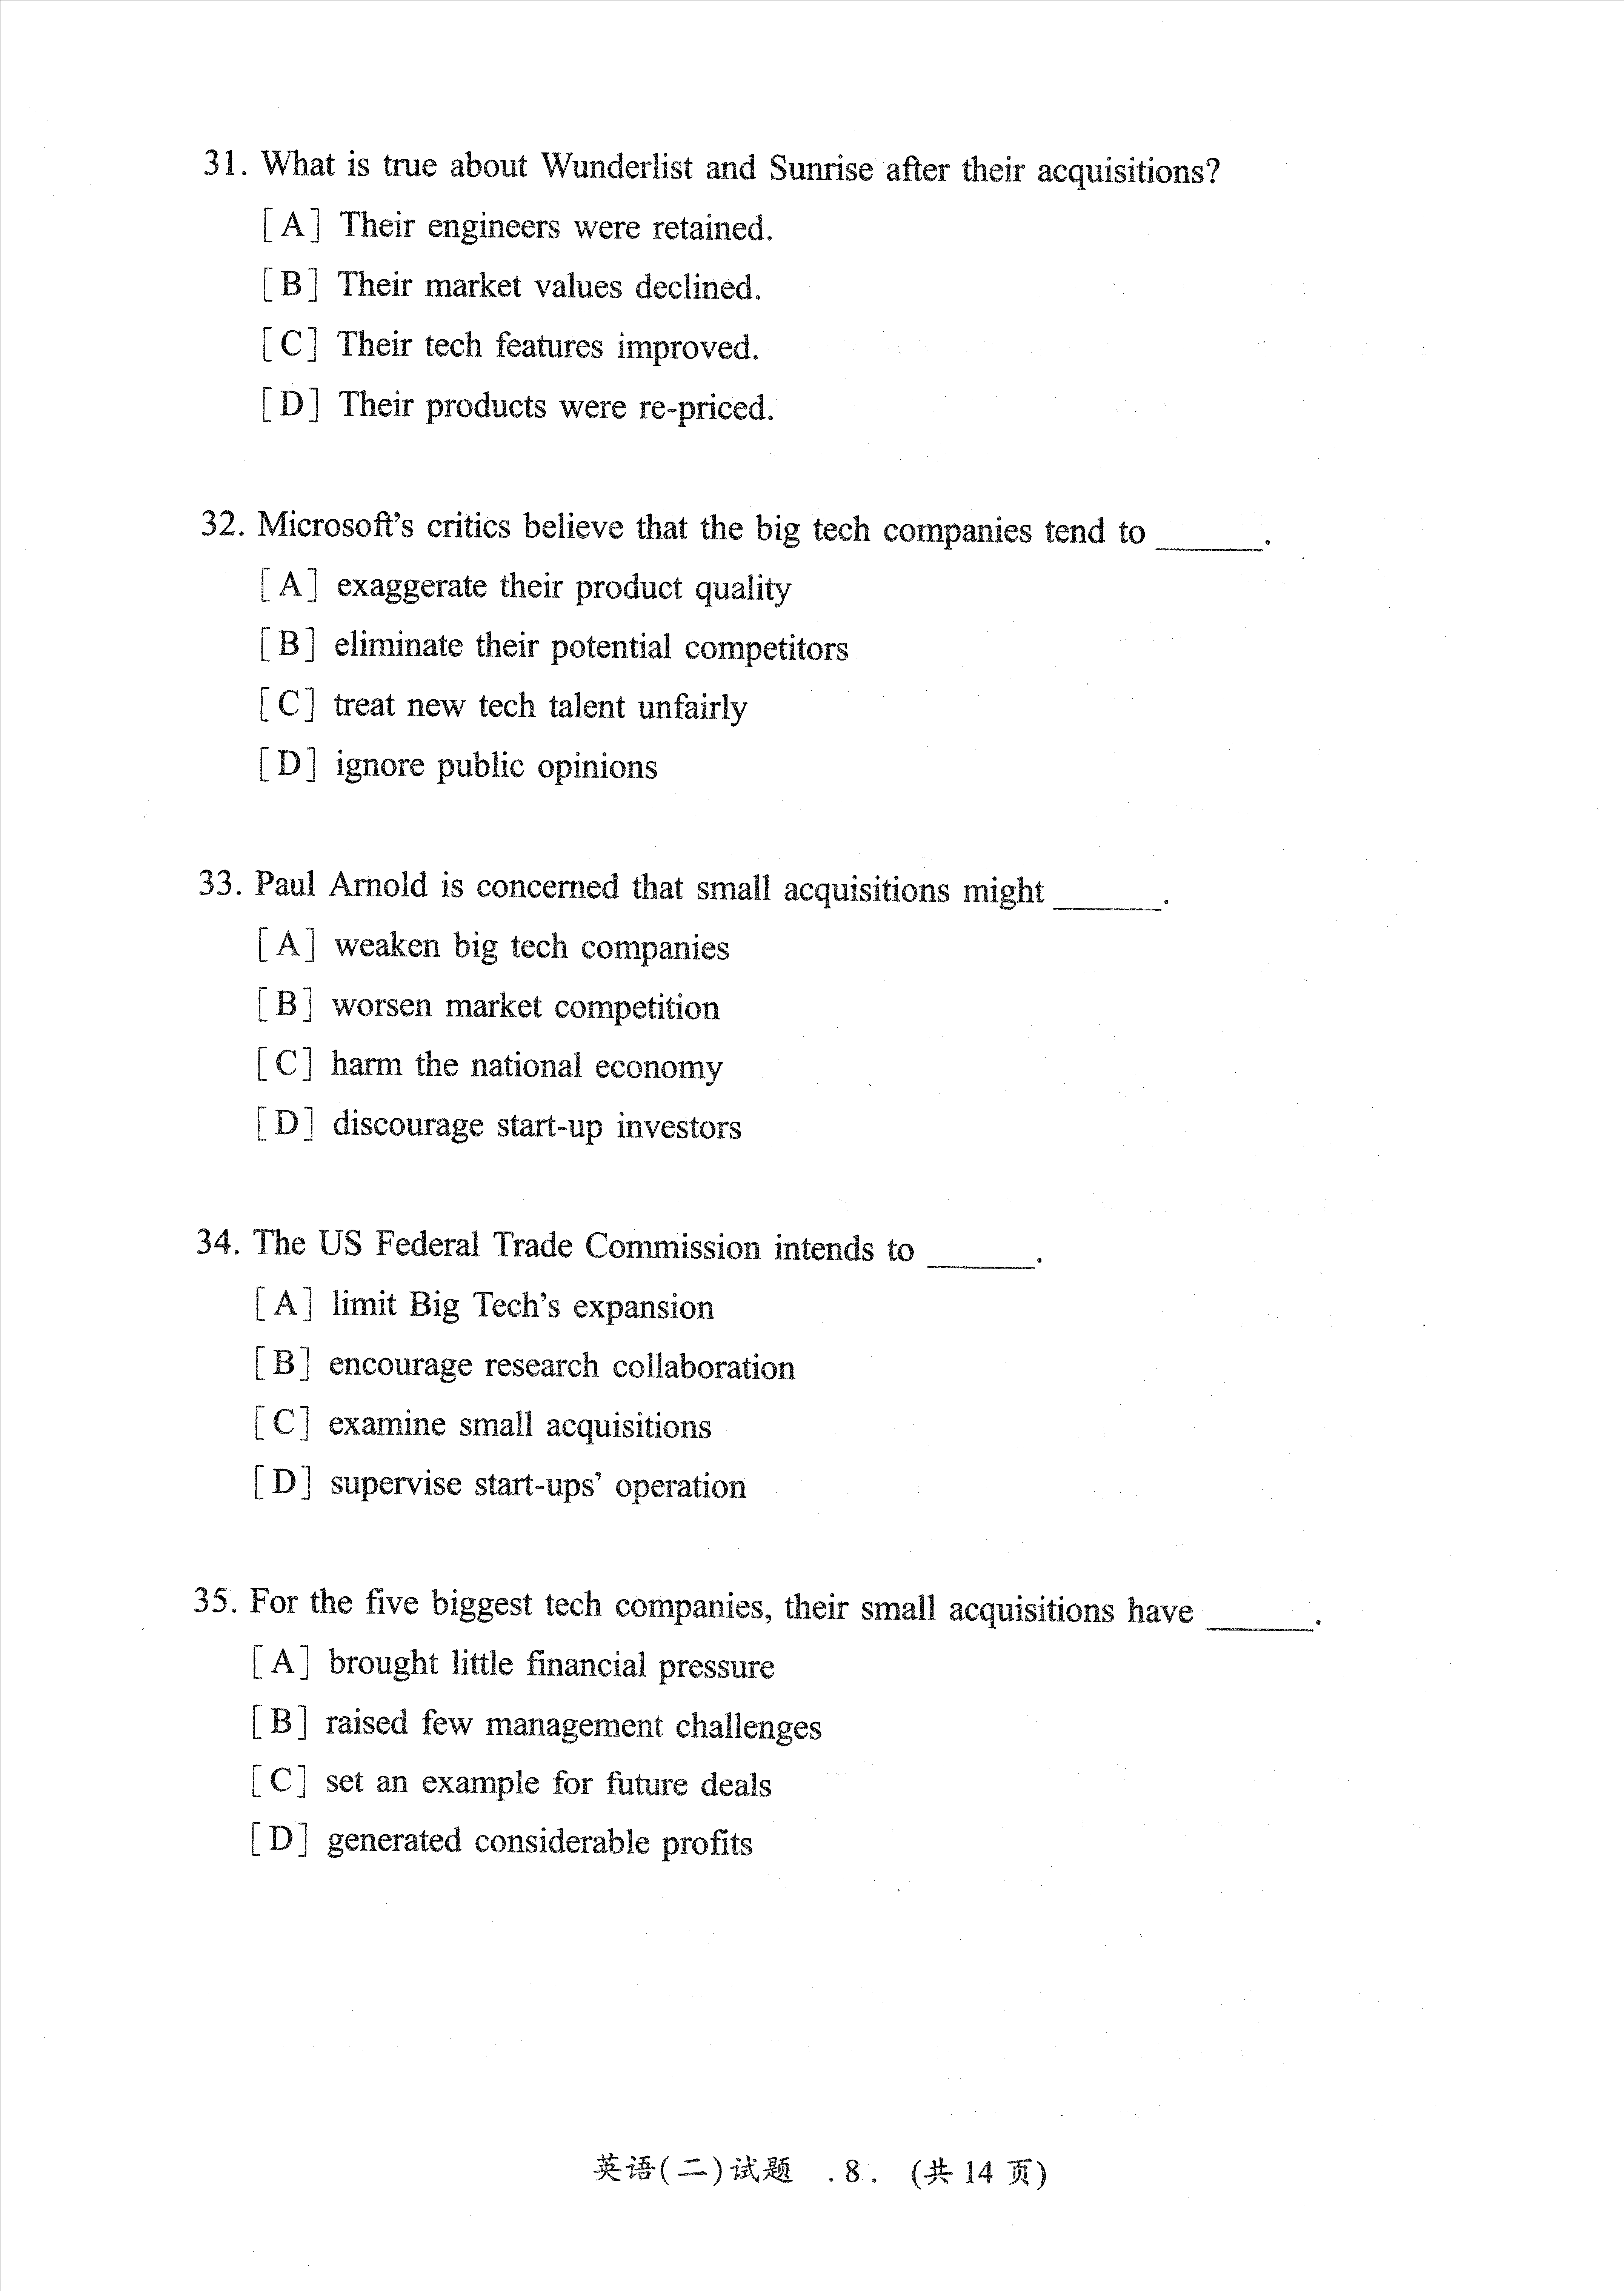 31. What is true about Wunderlist and Sunrise after their acquisitions?
[A] Their engineers were retained.
[B] Their market values declined.
[C] Their tech features improved.
[D] Their products were re-priced.
32. Microsoft's critics believe that the big tech companies tend to ______.
[A] exaggerate their product quality
[B] eliminate their potential competitors
[C] treat new tech talent unfairly
[D] ignore public opinions
33. Paul Arnold is concerned that small acquisitions might ______.
[A] weaken big tech companies
[B] worsen market competition
[C] harm the national economy
[D] discourage start-up investors
34. The US Federal Trade Commission intends to ______.
[A] limit Big Tech's expansion
[B] encourage research collaboration
[C] examine small acquisitions
[D] supervise start-ups' operation
35. For the five biggest tech companies, their small acquisitions have ______.
[A] brought little financial pressure
[B] raised few management challenges
[C] set an example for future deals
[D] generated considerable profits
英语(二)试题 .8. (共 14 页)